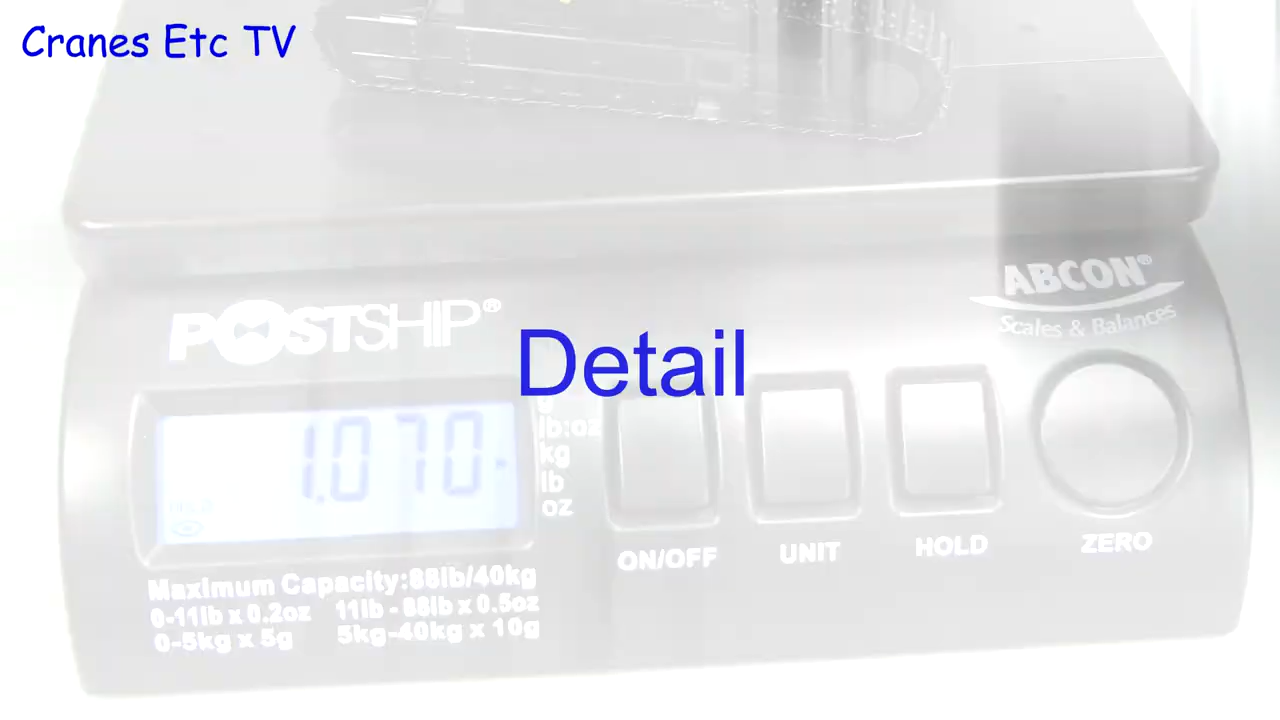 Cranes Etc TV
ABCON®
Scales & Balances
POSTSHIP®
Detail
1.070
lb:oz
kg
lb
oz
HOLD
ON/OFF
UNIT
HOLD
ZERO
Maximum Capacity:88lb/40kg
0-11lb x 0.2oz 11lb - 88lb x 0.5oz
0-5kg x 5g 5kg-40kg x 10g